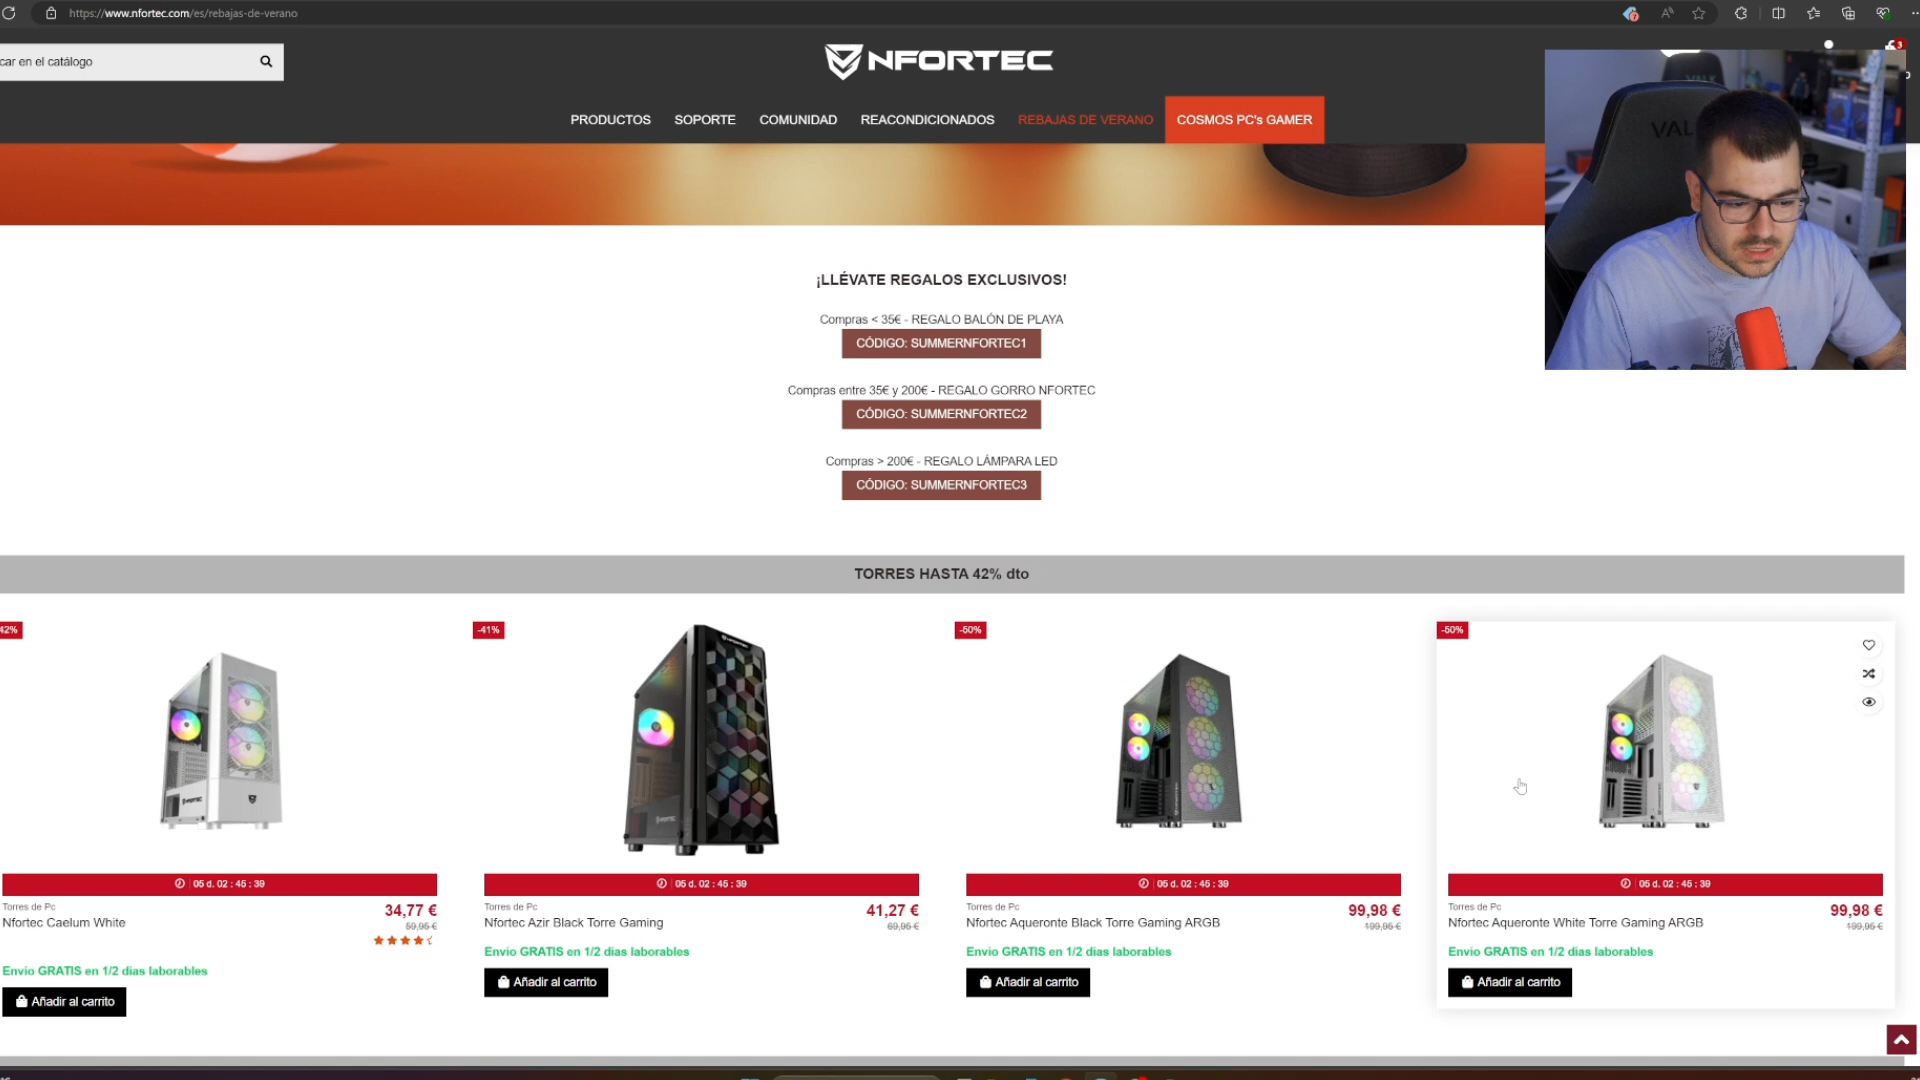 https://www.nfortec.com/es/rebajas-de-verano
7
car en el catálogo
NFORTEC
3
PRODUCTOS
SOPORTE
COMUNIDAD
REACONDICIONADOS
REBAJAS DE VERANO
COSMOS PC's GAMER
¡LLÉVATE REGALOS EXCLUSIVOS!
Compras < 35€ - REGALO BALÓN DE PLAYA
CÓDIGO: SUMMERNFORTEC1
Compras entre 35€ y 200€ - REGALO GORRO NFORTEC
CÓDIGO: SUMMERNFORTEC2
Compras > 200€ - REGALO LÁMPARA LED
CÓDIGO: SUMMERNFORTEC3
TORRES HASTA 42% dto
42%
-41%
-50%
-50%
05 d. 02 : 45 : 39
05 d. 02 : 45 : 39
05 d. 02 : 45 : 39
05 d. 02 : 45 : 39
Torres de Pc
Nfortec Caelum White
34,77 €
59,95 €
Envio GRATIS en 1/2 dias laborables
Añadir al carrito
Torres de Pc
Nfortec Azir Black Torre Gaming
41,27 €
69,95 €
Envio GRATIS en 1/2 dias laborables
Añadir al carrito
Torres de Pc
Nfortec Aqueronte Black Torre Gaming ARGB
99,98 €
199,95 €
Envio GRATIS en 1/2 dias laborables
Añadir al carrito
Torres de Pc
Nfortec Aqueronte White Torre Gaming ARGB
99,98 €
199,95 €
Envio GRATIS en 1/2 dias laborables
Añadir al carrito